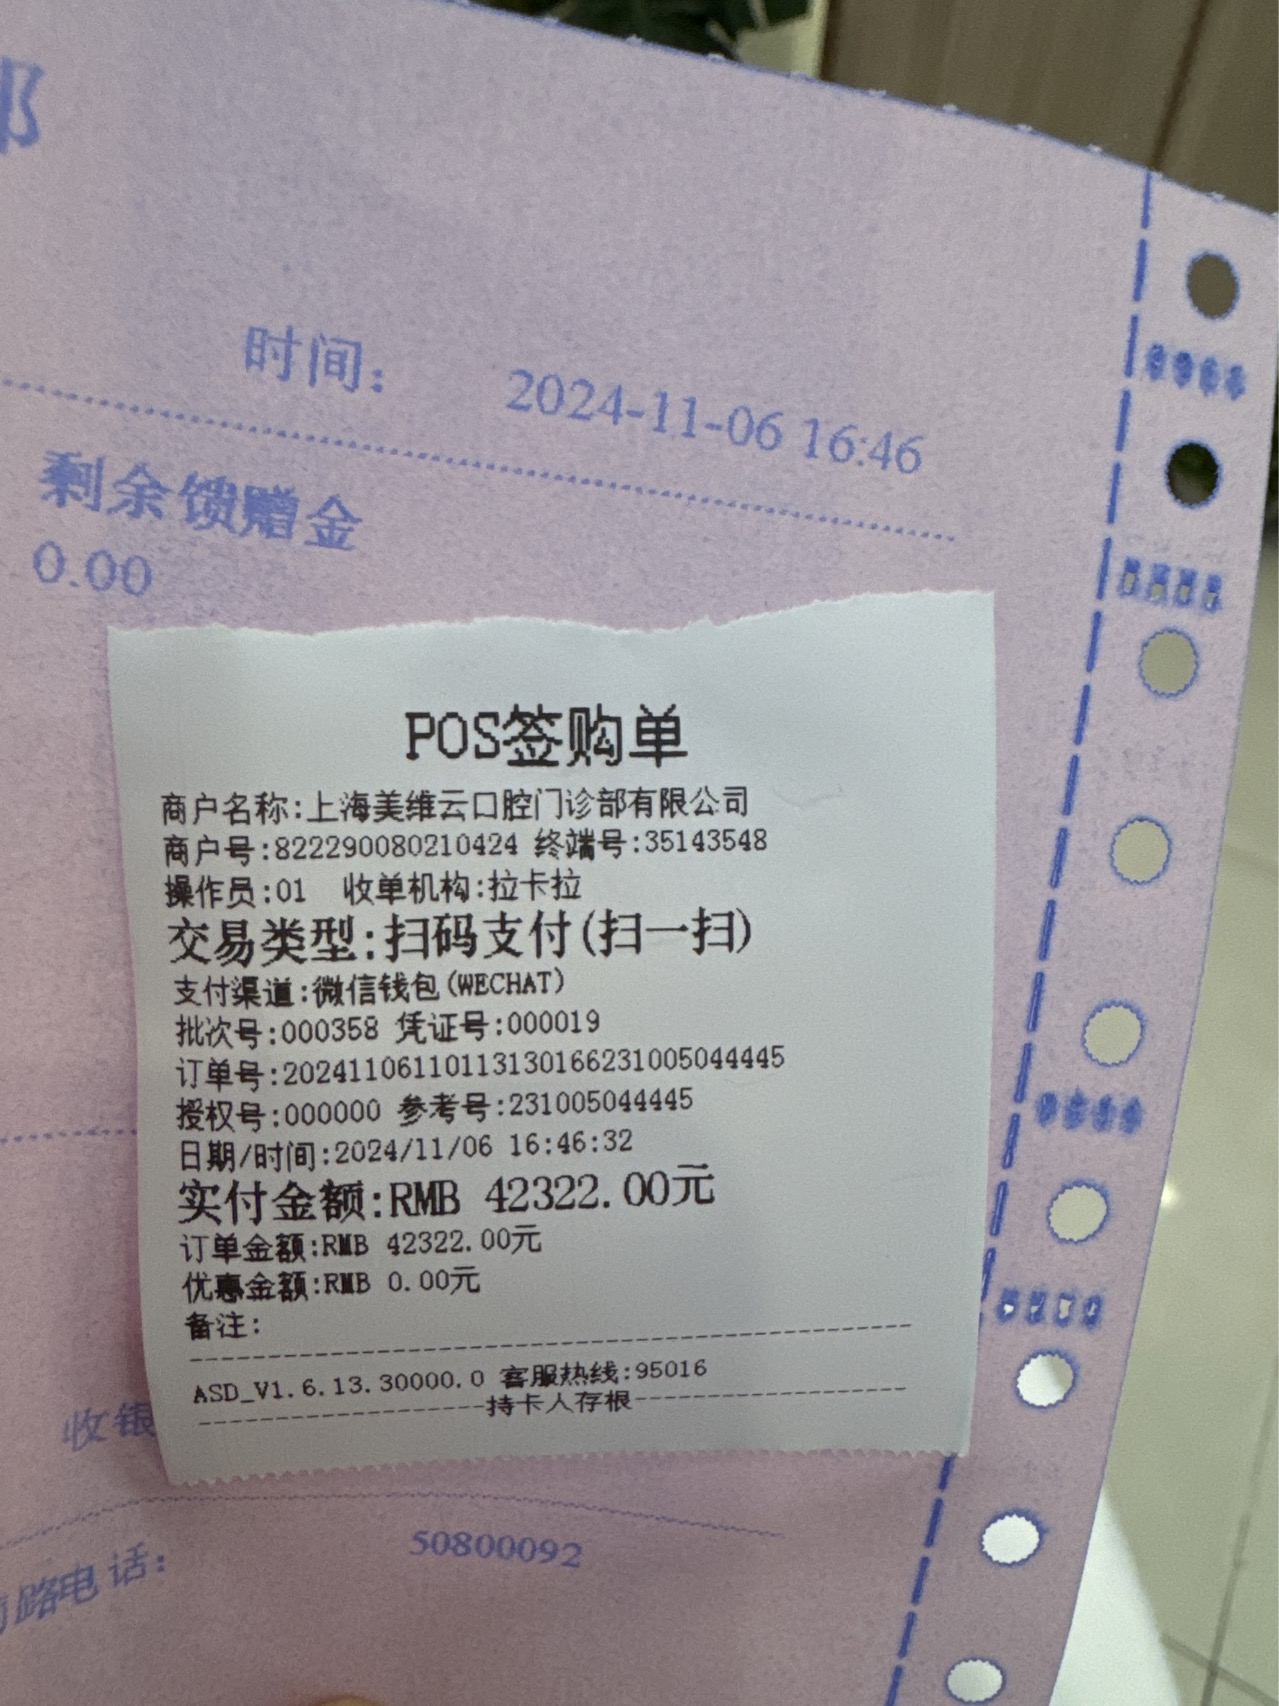 部
时间： 2024-11-06 16:46
剩余馈赠金
0.00
POS签购单
商户名称:上海美维云口腔门诊部有限公司
商户号:822290080210424 终端号:35143548
操作员:01 收单机构:拉卡拉
交易类型:扫码支付(扫一扫)
支付渠道:微信钱包(WECHAT)
批次号:000358 凭证号:000019
订单号:20241106110113130166231005044445
授权号:000000 参考号:231005044445
日期/时间:2024/11/06 16:46:32
实付金额:RMB 42322.00元
订单金额:RMB 42322.00元
优惠金额:RMB 0.00元
备注:
ASD_V1.6.13.30000.0 客服热线:95016
持卡人存根
收银
路电话： 50800092